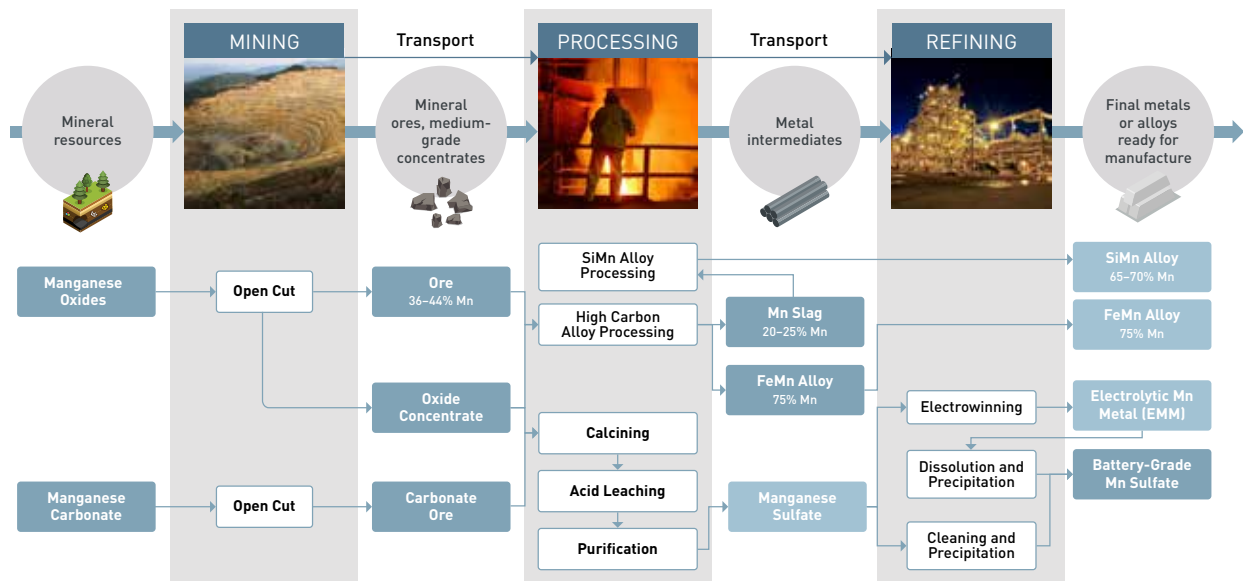 MINING
Transport
PROCESSING
Transport
REFINING
Mineral
resources
Mineral
ores, medium-
grade
concentrates
Metal
intermediates
Final metals
or alloys
ready for
manufacture
Manganese
Oxides
Open Cut
Ore
36–44% Mn
SiMn Alloy
Processing
SiMn Alloy
65–70% Mn
High Carbon
Alloy Processing
Mn Slag
20–25% Mn
FeMn Alloy
75% Mn
FeMn Alloy
75% Mn
Oxide
Concentrate
Calcining
Electrowinning
Electrolytic Mn
Metal (EMM)
Dissolution and
Precipitation
Battery-Grade
Mn Sulfate
Manganese
Carbonate
Open Cut
Carbonate
Ore
Acid Leaching
Manganese
Sulfate
Purification
Cleaning and
Precipitation